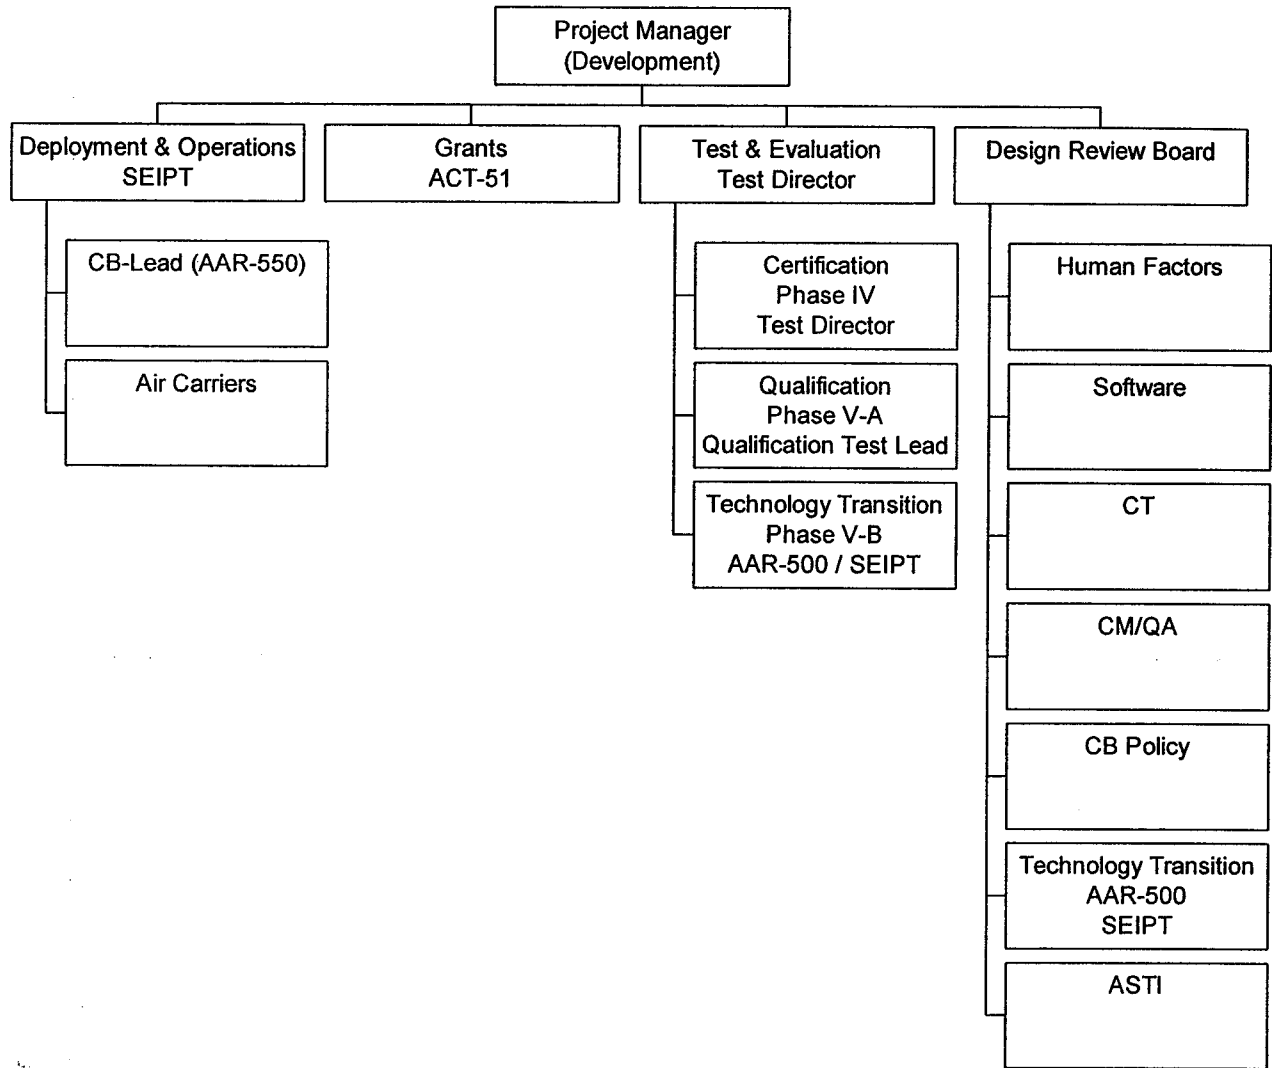 Project Manager
(Development)
Deployment & Operations
SEIPT
Grants
ACT-51
Test & Evaluation
Test Director
Design Review Board
CB-Lead (AAR-550)
Air Carriers
Certification
Phase IV
Test Director
Qualification
Phase V-A
Qualification Test Lead
Technology Transition
Phase V-B
AAR-500 / SEIPT
Human Factors
Software
CT
CM/QA
CB Policy
Technology Transition
AAR-500
SEIPT
ASTI